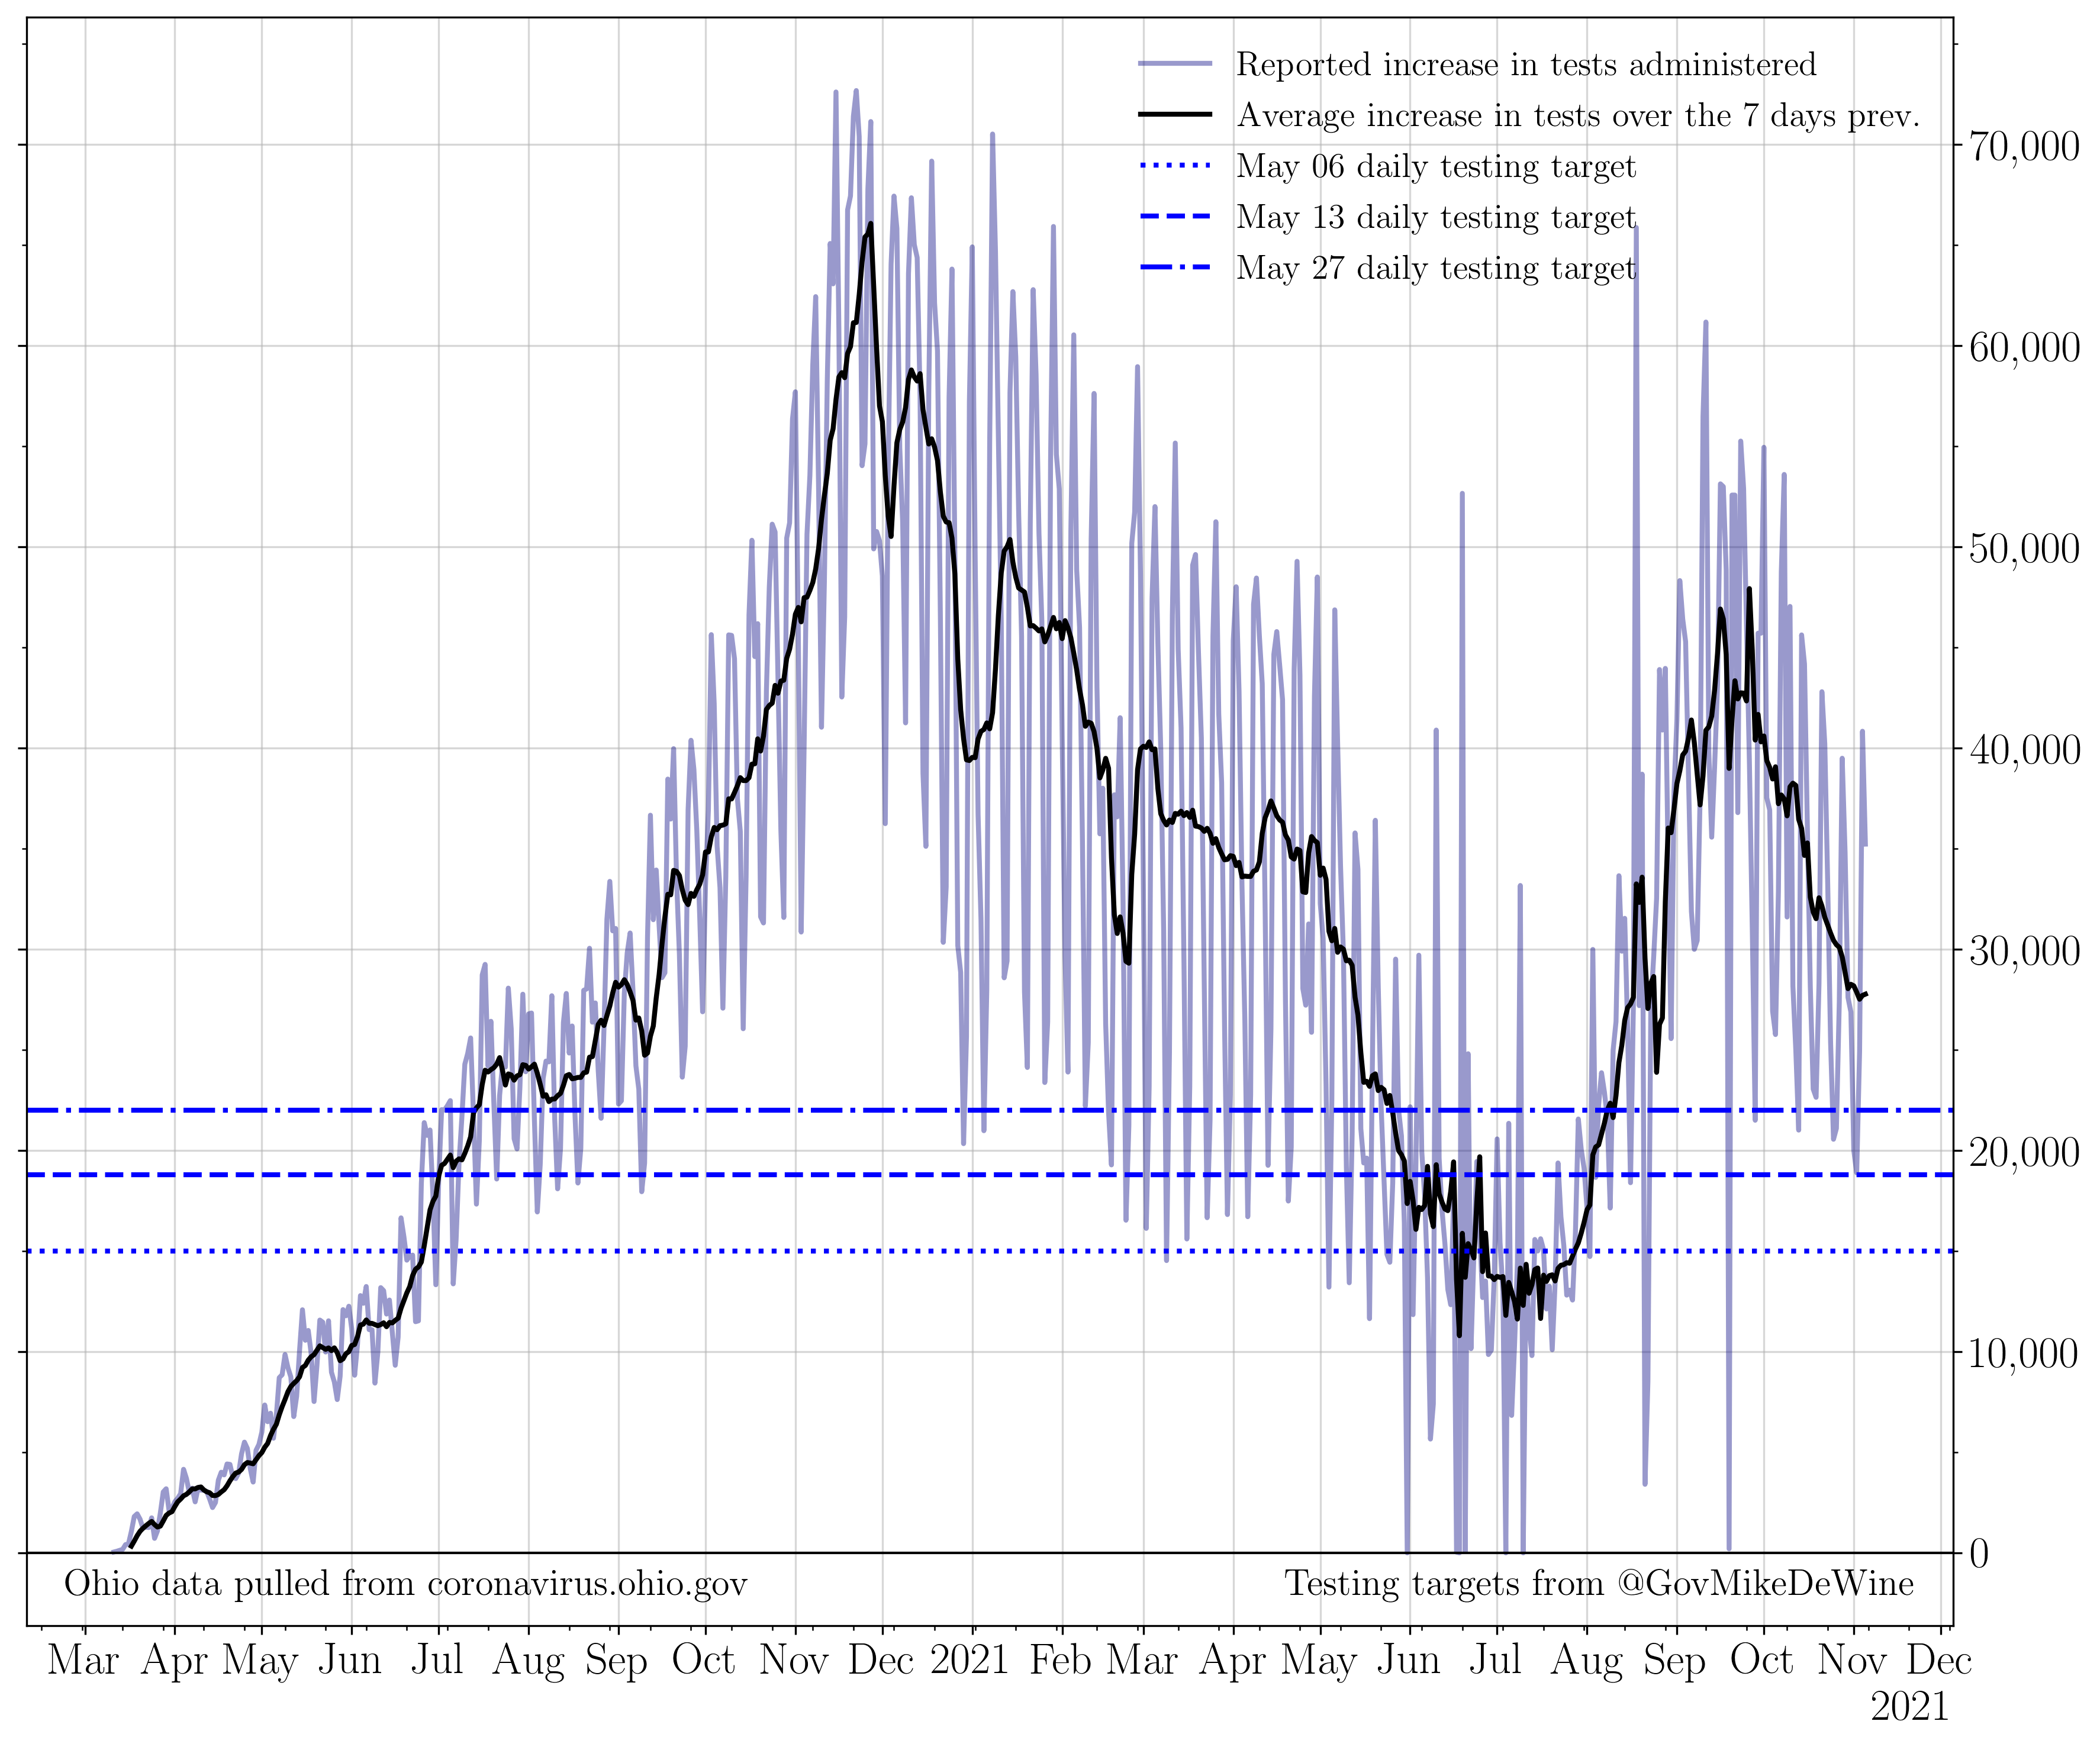 Reported increase in tests administered
Average increase in tests over the 7 days prev.
May 06 daily testing target
May 13 daily testing target
May 27 daily testing target
70,000
60,000
50,000
40,000
30,000
20,000
10,000
0
Ohio data pulled from coronavirus.ohio.gov
Testing targets from @GovMikeDeWine
Mar Apr May Jun Jul Aug Sep Oct Nov Dec 2021 Feb Mar Apr May Jun Jul Aug Sep Oct Nov Dec
2021